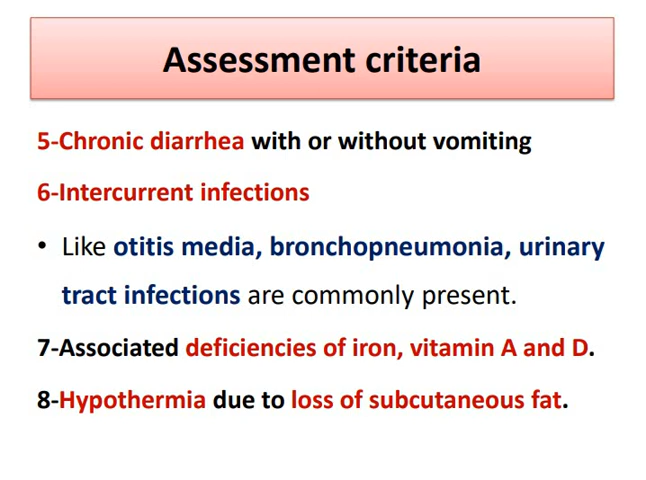 Assessment criteria
5-Chronic diarrhea with or without vomiting
6-Intercurrent infections
• Like otitis media, bronchopneumonia, urinary
tract infections are commonly present.
7-Associated deficiencies of iron, vitamin A and D.
8-Hypothermia due to loss of subcutaneous fat.